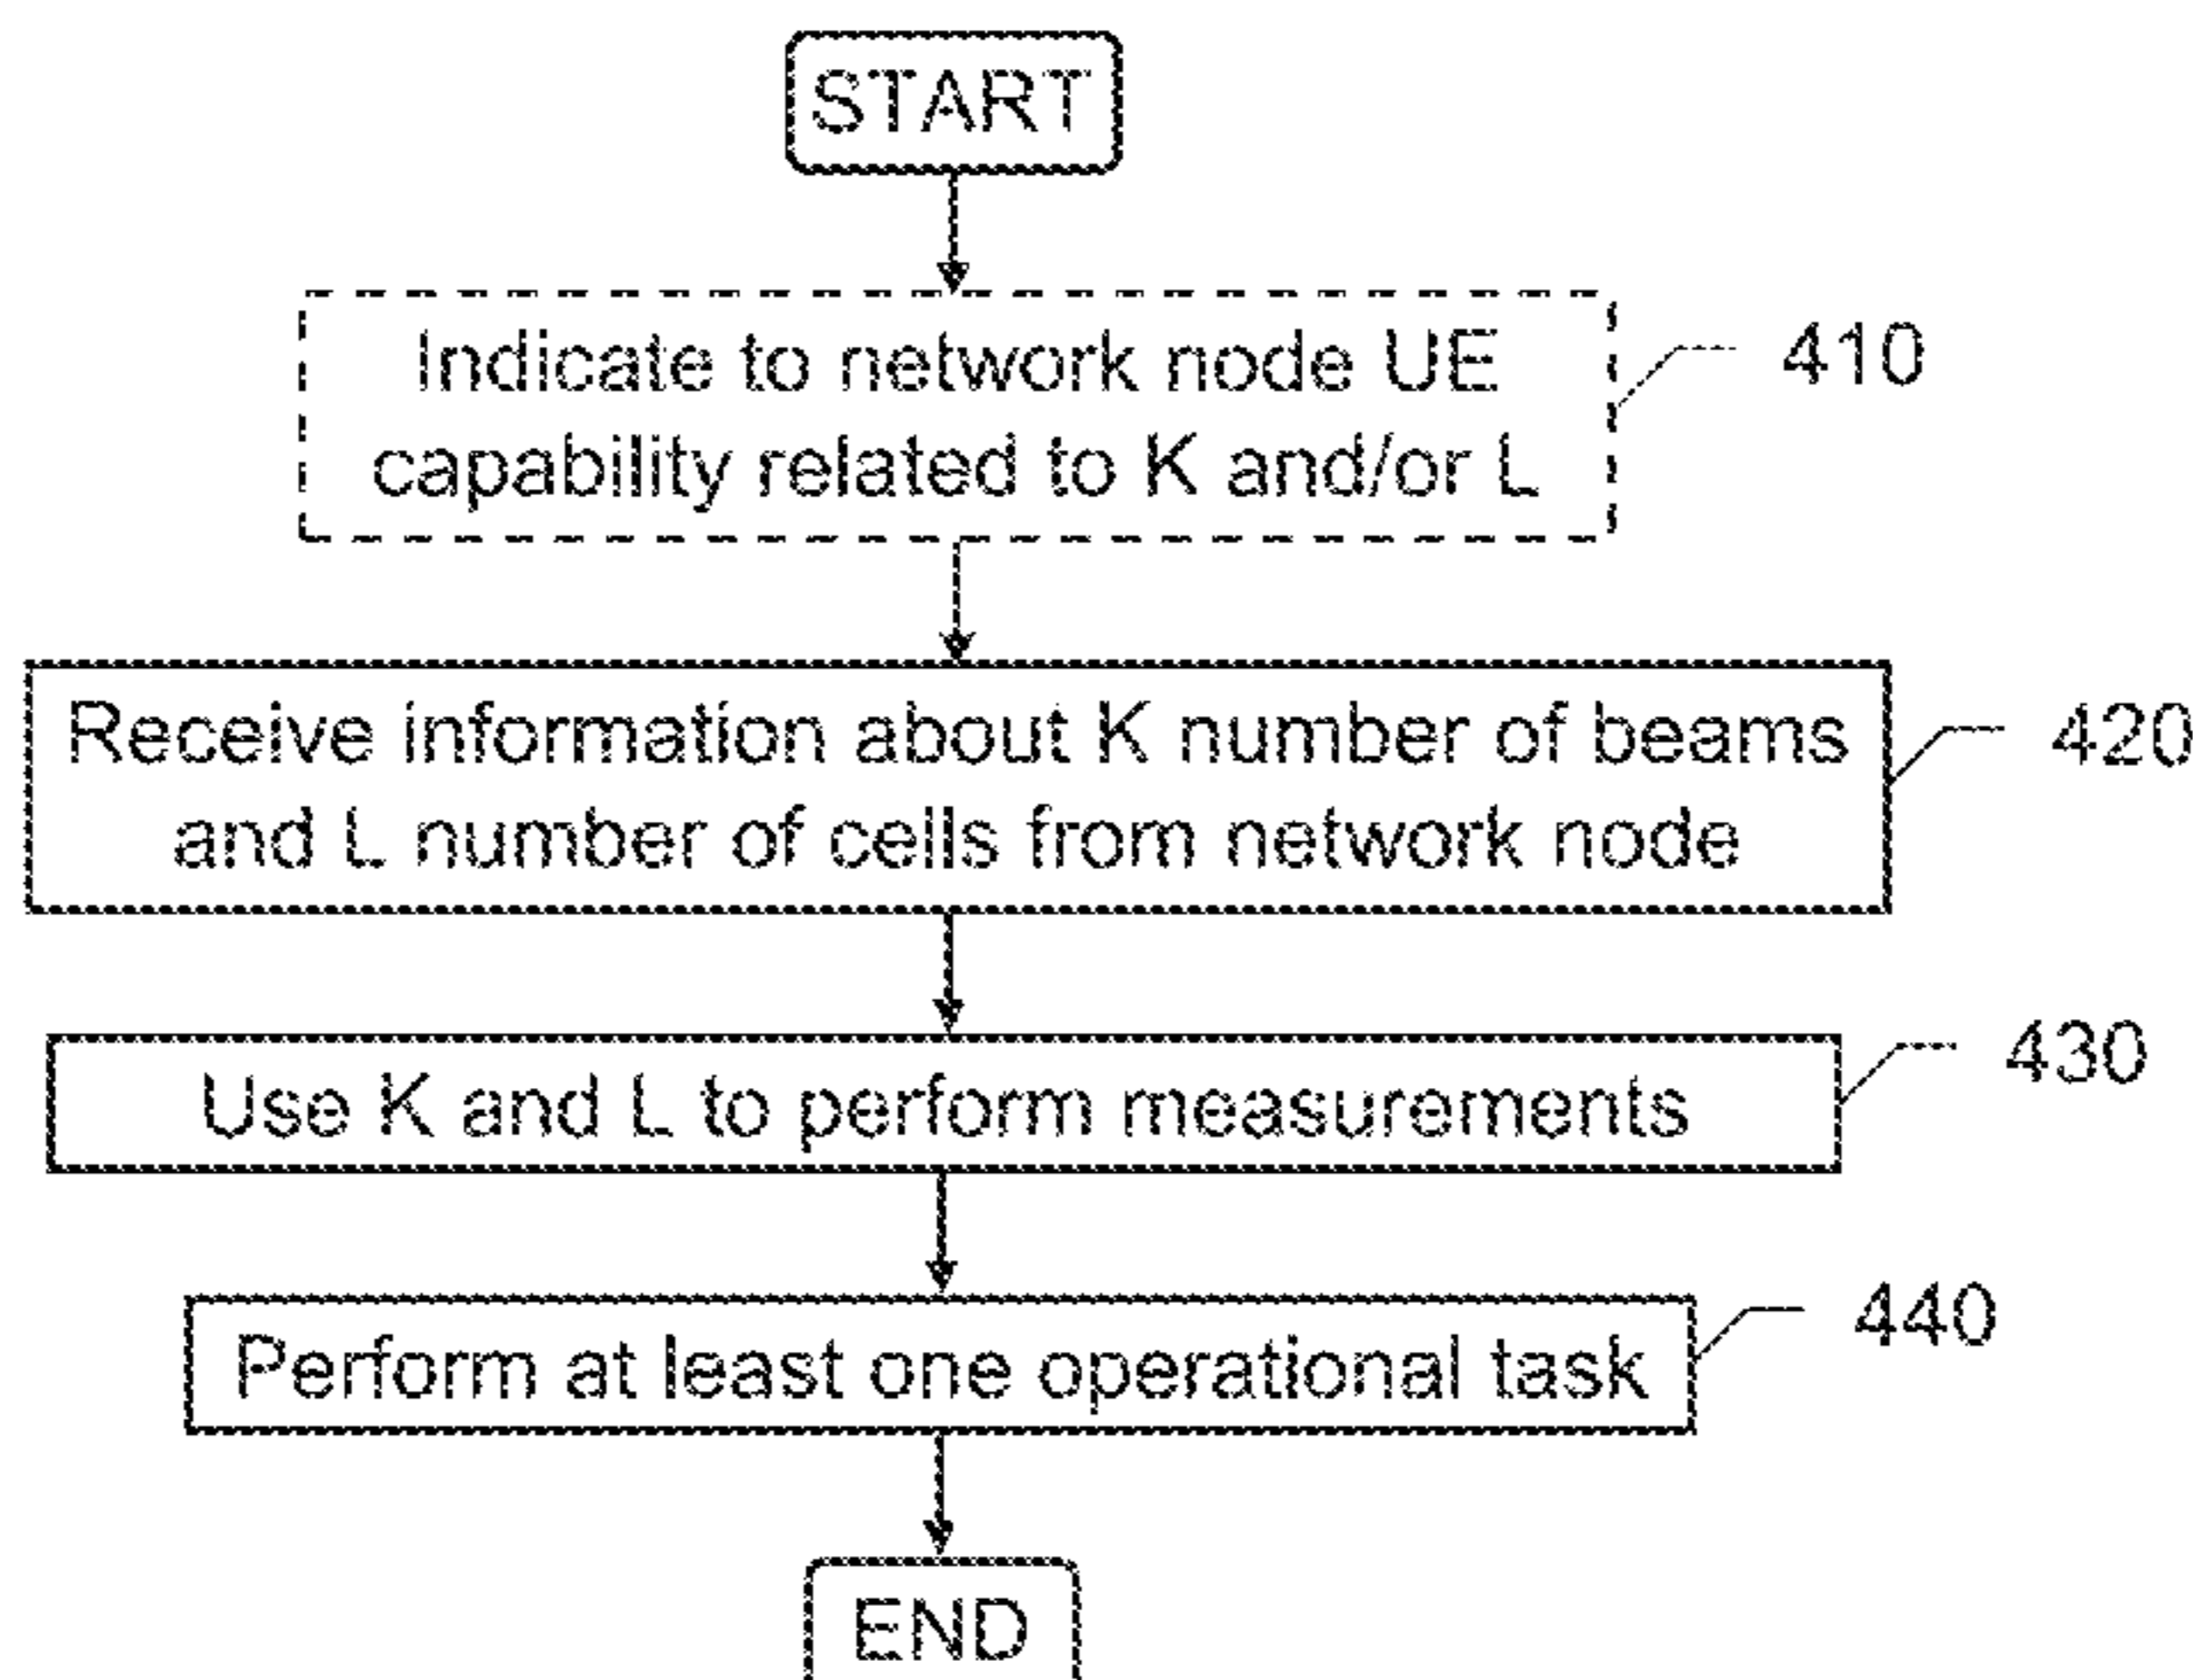 START
Indicate to network node UE
capability related to K and/or L
410
Receive information about K number of beams
and L number of cells from network node
420
Use K and L to perform measurements
430
Perform at least one operational task
440
END